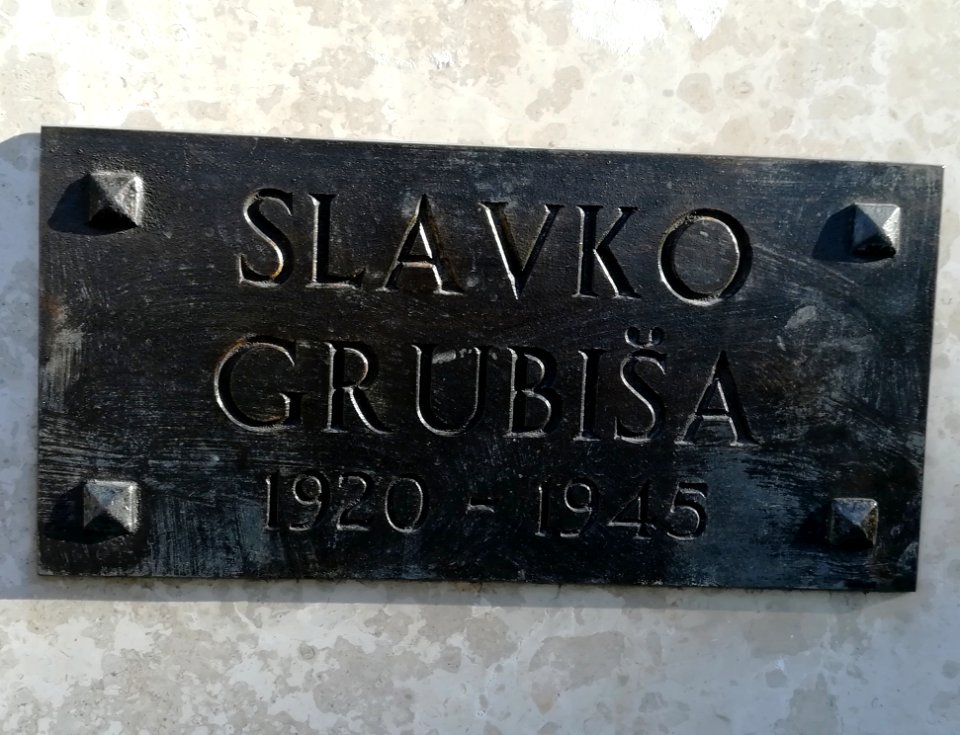 SLAVKO
GRUBIŠA
1920 - 1945